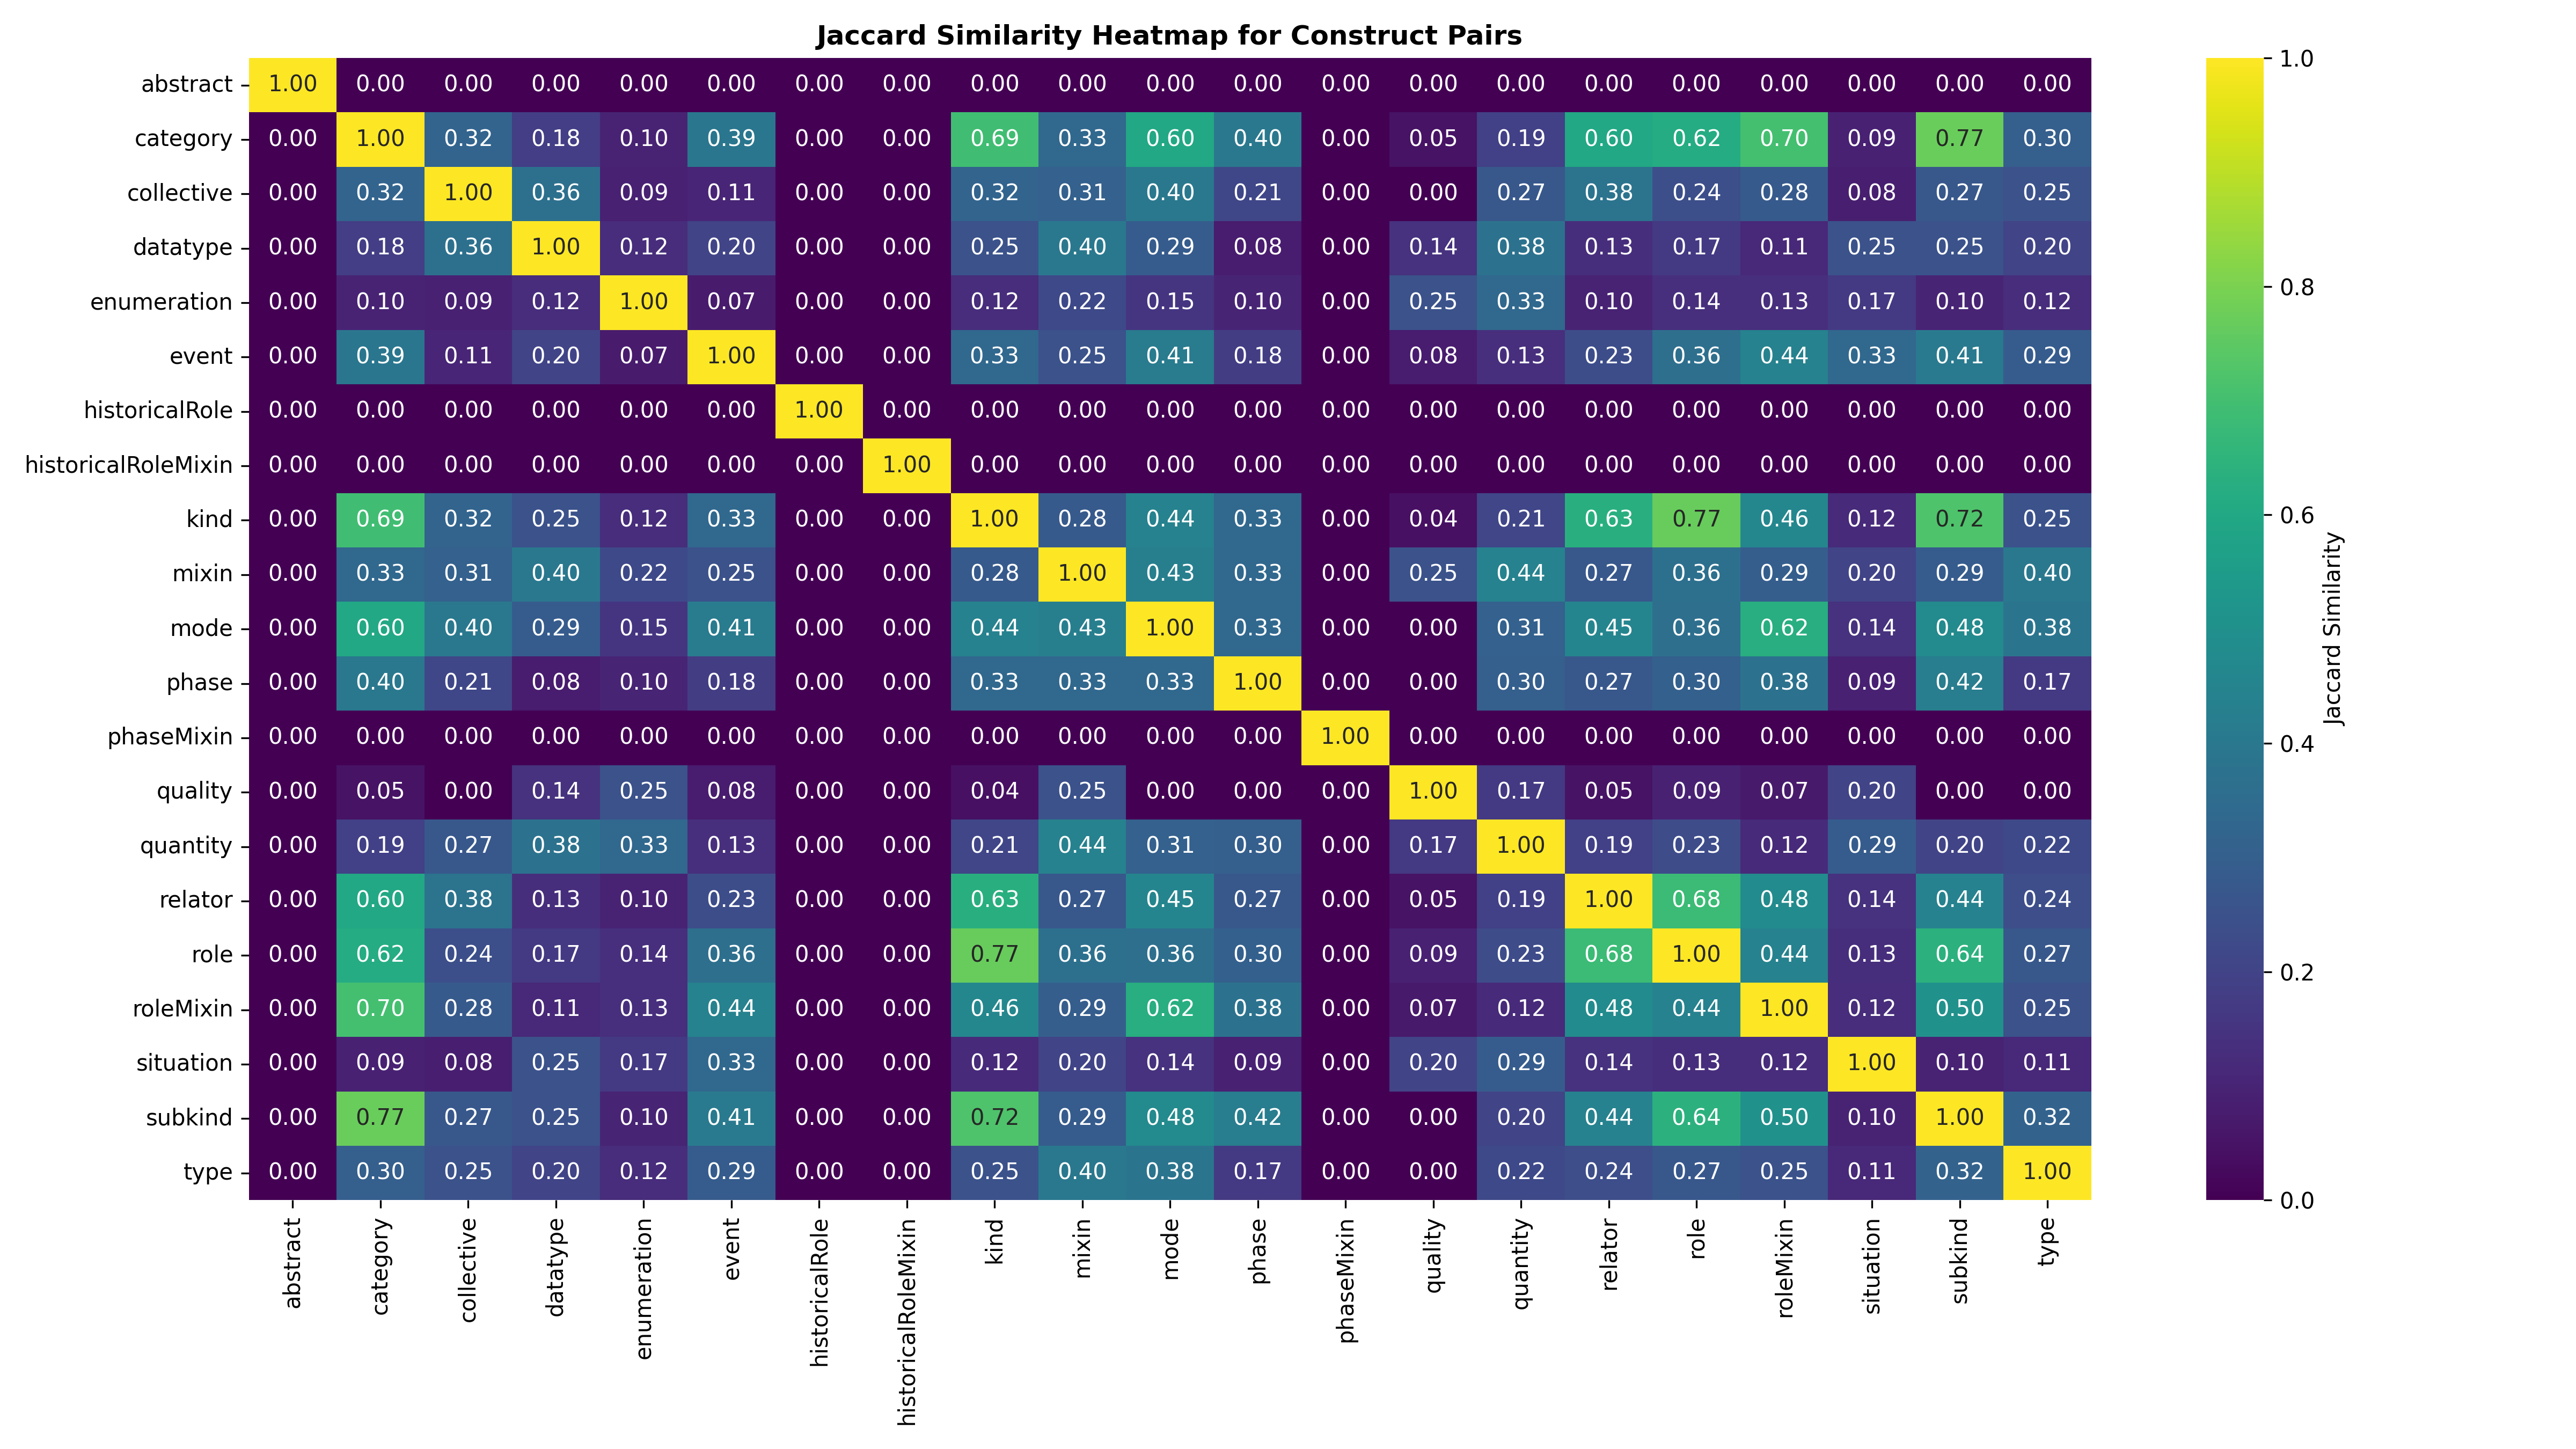 Jaccard Similarity Heatmap for Construct Pairs
abstract 1.00 0.00 0.00 0.00 0.00 0.00 0.00 0.00 0.00 0.00 0.00 0.00 0.00 0.00 0.00 0.00 0.00 0.00 0.00 0.00 0.00
category 0.00 1.00 0.32 0.18 0.10 0.39 0.00 0.00 0.69 0.33 0.60 0.40 0.00 0.05 0.19 0.60 0.62 0.70 0.09 0.77 0.30
collective 0.00 0.32 1.00 0.36 0.09 0.11 0.00 0.00 0.32 0.31 0.40 0.21 0.00 0.00 0.27 0.38 0.24 0.28 0.08 0.27 0.25
datatype 0.00 0.18 0.36 1.00 0.12 0.20 0.00 0.00 0.25 0.40 0.29 0.08 0.00 0.14 0.38 0.13 0.17 0.11 0.25 0.25 0.20
enumeration 0.00 0.10 0.09 0.12 1.00 0.07 0.00 0.00 0.12 0.22 0.15 0.10 0.00 0.25 0.33 0.10 0.14 0.13 0.17 0.10 0.12
event 0.00 0.39 0.11 0.20 0.07 1.00 0.00 0.00 0.33 0.25 0.41 0.18 0.00 0.08 0.13 0.23 0.36 0.44 0.33 0.41 0.29
historicalRole 0.00 0.00 0.00 0.00 0.00 0.00 1.00 0.00 0.00 0.00 0.00 0.00 0.00 0.00 0.00 0.00 0.00 0.00 0.00 0.00 0.00
historicalRoleMixin 0.00 0.00 0.00 0.00 0.00 0.00 0.00 1.00 0.00 0.00 0.00 0.00 0.00 0.00 0.00 0.00 0.00 0.00 0.00 0.00 0.00
kind 0.00 0.69 0.32 0.25 0.12 0.33 0.00 0.00 1.00 0.28 0.44 0.33 0.00 0.04 0.21 0.63 0.77 0.46 0.12 0.72 0.25
mixin 0.00 0.33 0.31 0.40 0.22 0.25 0.00 0.00 0.28 1.00 0.43 0.33 0.00 0.25 0.44 0.27 0.36 0.29 0.20 0.29 0.40
mode 0.00 0.60 0.40 0.29 0.15 0.41 0.00 0.00 0.44 0.43 1.00 0.33 0.00 0.00 0.31 0.45 0.36 0.62 0.14 0.48 0.38
phase 0.00 0.40 0.21 0.08 0.10 0.18 0.00 0.00 0.33 0.33 0.33 1.00 0.00 0.00 0.30 0.27 0.30 0.38 0.09 0.42 0.17
phaseMixin 0.00 0.00 0.00 0.00 0.00 0.00 0.00 0.00 0.00 0.00 0.00 0.00 1.00 0.00 0.00 0.00 0.00 0.00 0.00 0.00 0.00
quality 0.00 0.05 0.00 0.14 0.25 0.08 0.00 0.00 0.04 0.25 0.00 0.00 0.00 1.00 0.17 0.05 0.09 0.07 0.20 0.00 0.00
quantity 0.00 0.19 0.27 0.38 0.33 0.13 0.00 0.00 0.21 0.44 0.31 0.30 0.00 0.17 1.00 0.19 0.23 0.12 0.29 0.20 0.22
relator 0.00 0.60 0.38 0.13 0.10 0.23 0.00 0.00 0.63 0.27 0.45 0.27 0.00 0.05 0.19 1.00 0.68 0.48 0.14 0.44 0.24
role 0.00 0.62 0.24 0.17 0.14 0.36 0.00 0.00 0.77 0.36 0.36 0.30 0.00 0.09 0.23 0.68 1.00 0.44 0.13 0.64 0.27
roleMixin 0.00 0.70 0.28 0.11 0.13 0.44 0.00 0.00 0.46 0.29 0.62 0.38 0.00 0.07 0.12 0.48 0.44 1.00 0.12 0.50 0.25
situation 0.00 0.09 0.08 0.25 0.17 0.33 0.00 0.00 0.12 0.20 0.14 0.09 0.00 0.20 0.29 0.14 0.13 0.12 1.00 0.10 0.11
subkind 0.00 0.77 0.27 0.25 0.10 0.41 0.00 0.00 0.72 0.29 0.48 0.42 0.00 0.00 0.20 0.44 0.64 0.50 0.10 1.00 0.32
type 0.00 0.30 0.25 0.20 0.12 0.29 0.00 0.00 0.25 0.40 0.38 0.17 0.00 0.00 0.22 0.24 0.27 0.25 0.11 0.32 1.00
abstract category collective datatype enumeration event historicalRole historicalRoleMixin kind mixin mode phase phaseMixin quality quantity relator role roleMixin situation subkind type
1.0
0.8
0.6
0.4
0.2
0.0
Jaccard Similarity